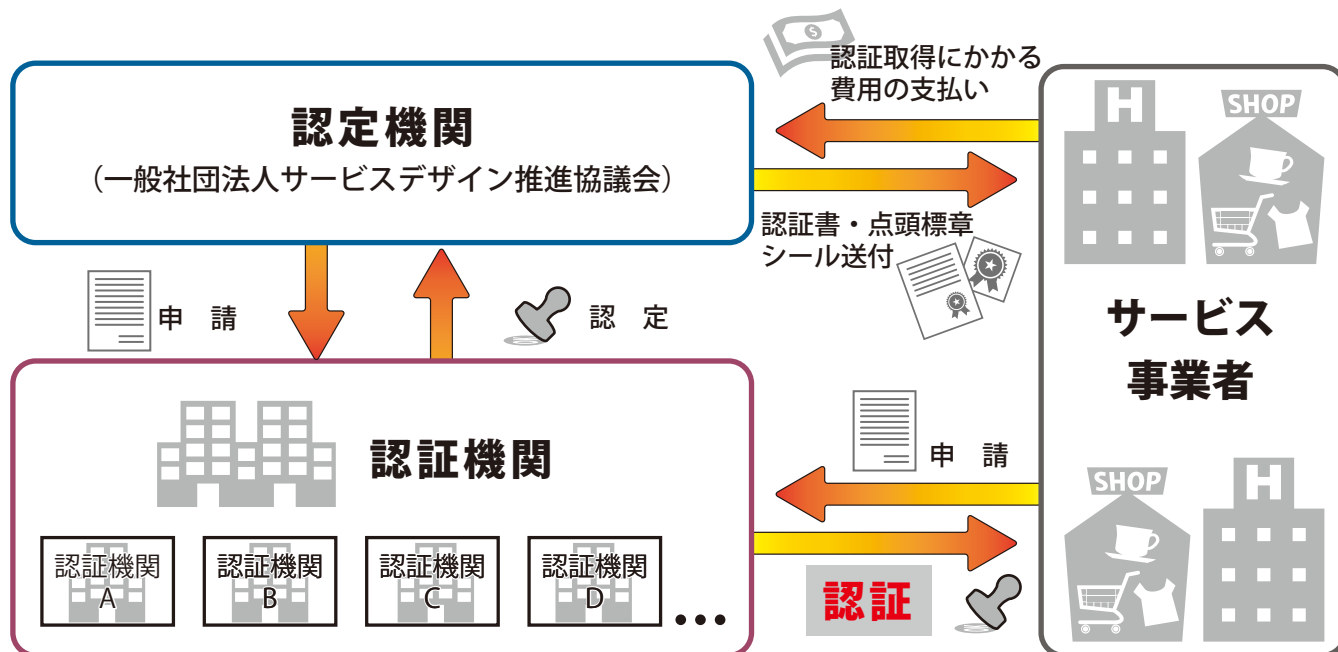 認証取得にかかる
費用の支払い
認定機関
（一般社団法人サービスデザイン推進協議会）
認証書・点頭標章
シール送付
H
SHOP
申　請
認　定
サービス
事業者
認証機関
申　請
SHOP
H
認証機関
A
認証機関
B
認証機関
C
認証機関
D
•••
認証